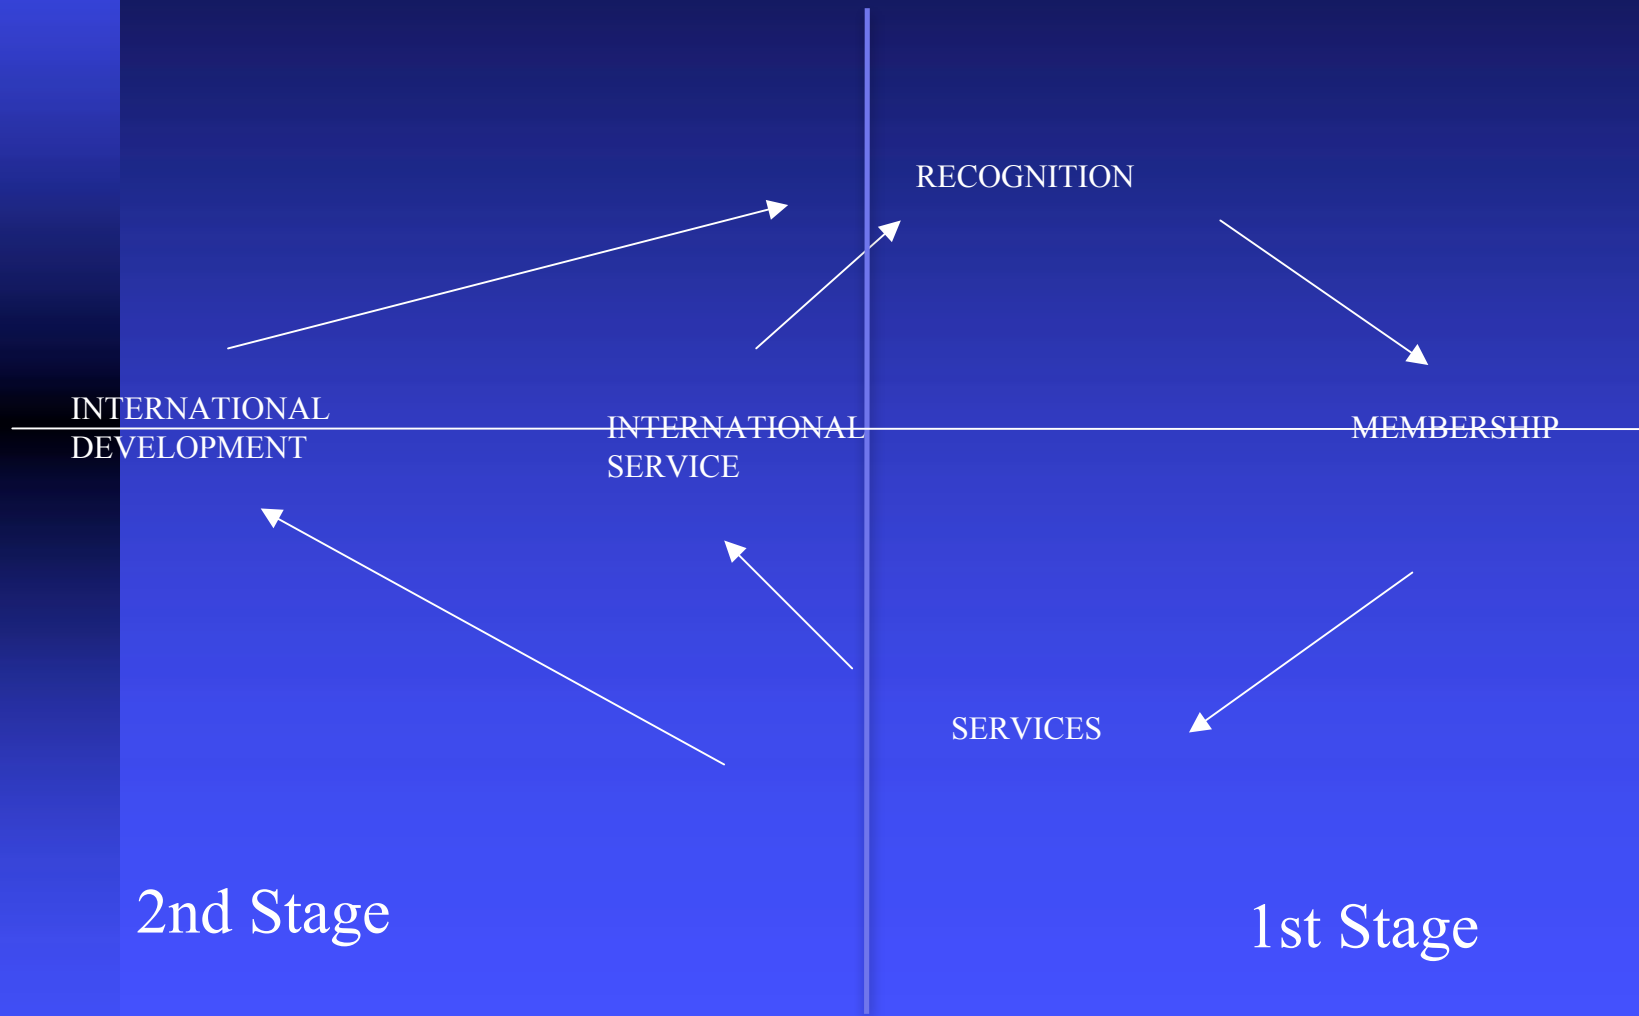 RECOGNITION
INTERNATIONAL
DEVELOPMENT
INTERNATIONAL
SERVICE
MEMBERSHIP
SERVICES
2nd Stage
1st Stage